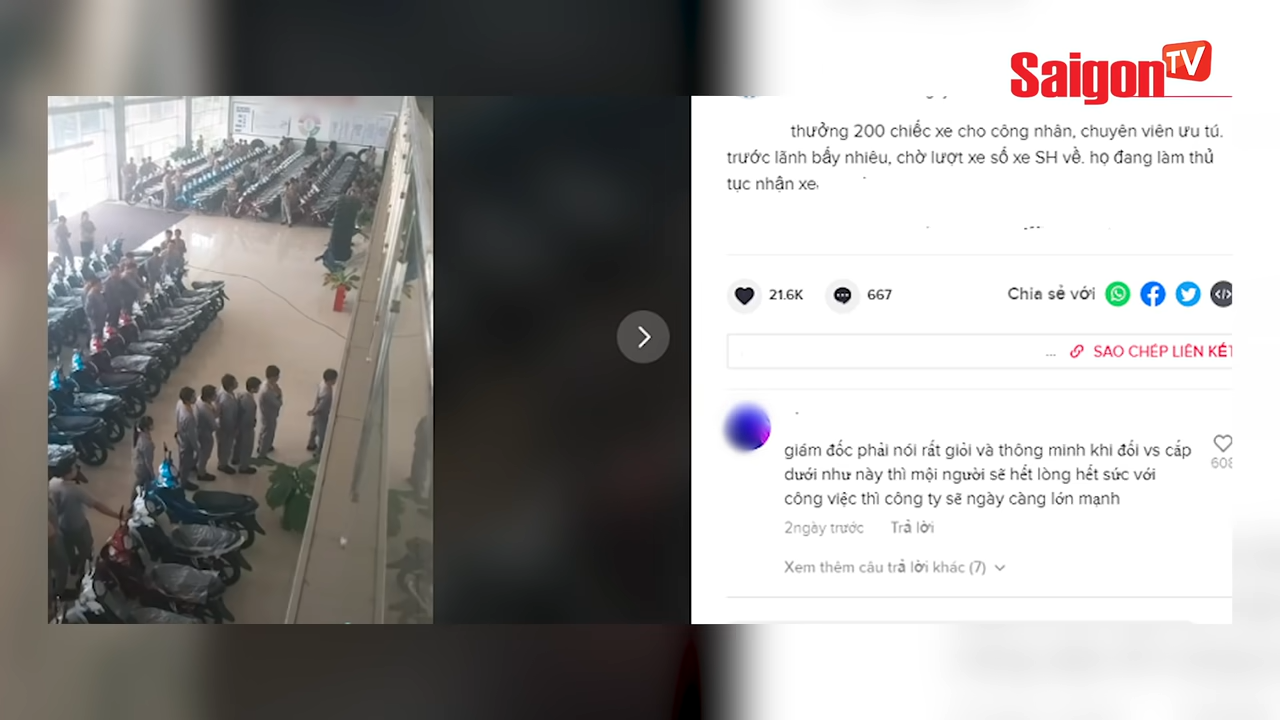 Saigon TV
thưởng 200 chiếc xe cho công nhân, chuyên viên ưu tú.
trước lãnh bấy nhiêu, chờ lượt xe số xe SH về. họ đang làm thủ
tục nhận xe
21.6K
667
Chia sẻ với
... SAO CHÉP LIÊN KẾT
giám đốc phải nói rất giỏi và thông minh khi đối vs cấp
dưới như này thì mội người sẽ hết lòng hết sức với
công việc thì công ty sẽ ngày càng lớn mạnh
608
2ngày trước Trả lời
Xem thêm câu trả lời khác (7)